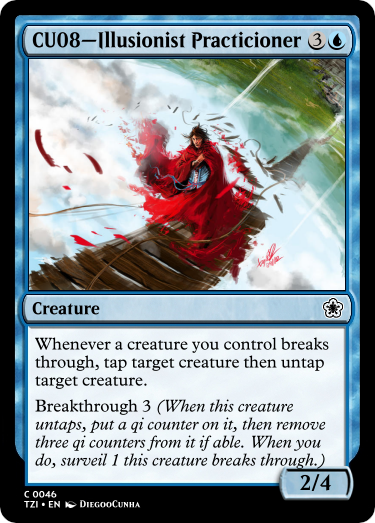 CU08—Illusionist Practicioner 3
Creature
Whenever a creature you control breaks
through, tap target creature then untap
target creature.
Breakthrough 3 (When this creature
untaps, put a qi counter on it, then remove
three qi counters from it if able. When you
do, surveil 1 this creature breaks through.)
2/4
C 0046
TZI • EN DiegooCunha